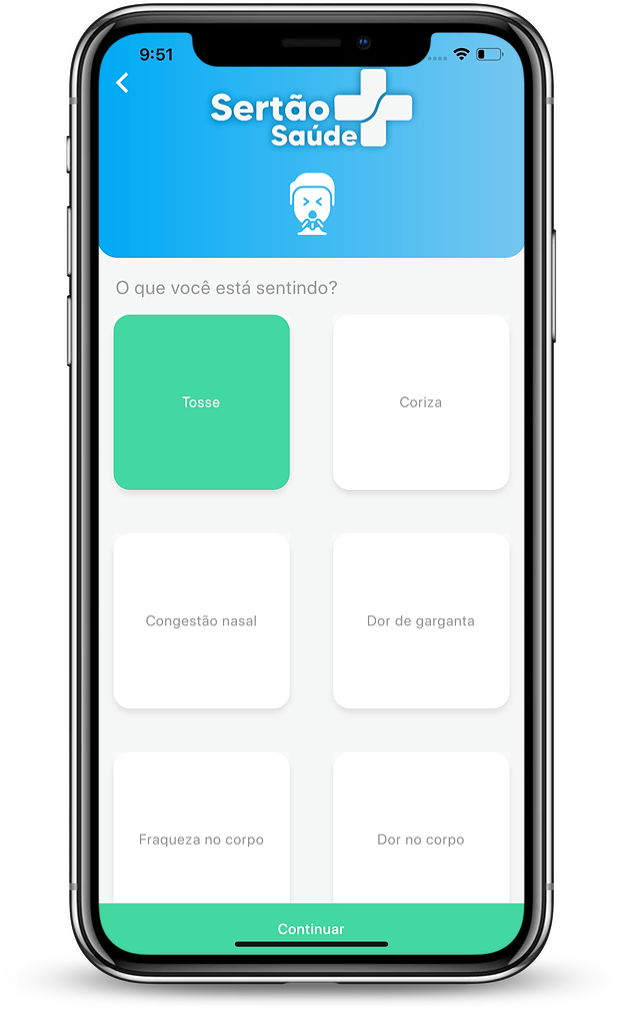 9:51
Sertão
Saúde
O que você está sentindo?
Tosse
Coriza
Congestão nasal
Dor de garganta
Fraqueza no corpo
Dor no corpo
Continuar